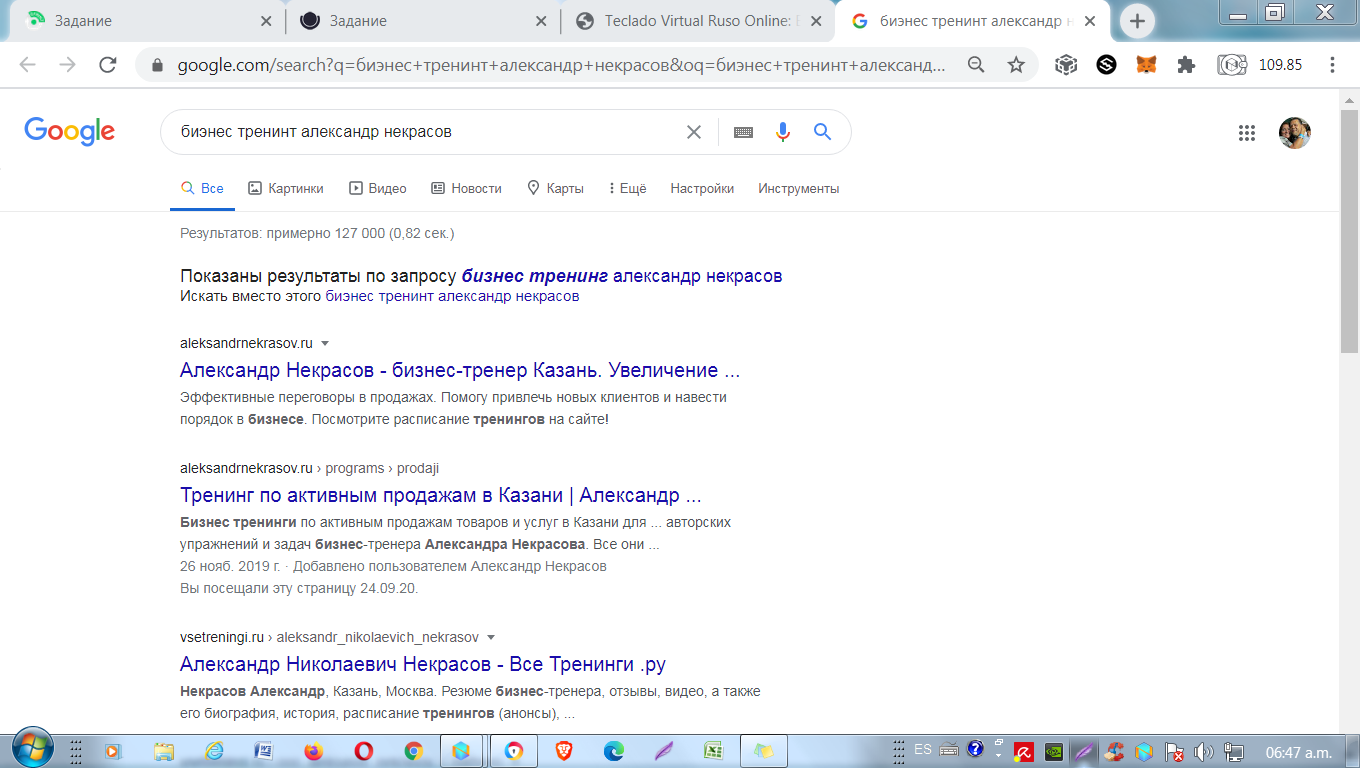 Задание
Задание
Teclado Virtual Ruso Online:
бизнес тренинт александр
google.com/search?q=биэнес+тренинт+александр+некрасов&oq=биэнес+тренинт+александ...
109.85
Google
биэнес тренинт александр некрасов
Все
Картинки
Видео
Новости
Карты
Ещё
Настройки
Инструменты
Результатов: примерно 127 000 (0,82 сек.)
Показаны результаты по запросу бизнес тренинг александр некрасов
Искать вместо этого биэнес тренинт александр некрасов
aleksandrnekrasov.ru
Александр Некрасов - бизнес-тренер Казань. Увеличение ...
Эффективные переговоры в продажах. Помогу привлечь новых клиентов и навести
порядок в бизнесе. Посмотрите расписание тренингов на сайте!
aleksandrnekrasov.ru › programs › prodaji
Тренинг по активным продажам в Казани | Александр ...
Бизнес тренинги по активным продажам товаров и услуг в Казани для ... авторских
упражнений и задач бизнес-тренера Александра Некрасова. Все они ...
26 нояб. 2019 г. · Добавлено пользователем Александр Некрасов
Вы посещали эту страницу 24.09.20.
vsetreningi.ru › aleksandr_nikolaevich_nekrasov
Александр Николаевич Некрасов - Все Тренинги .ру
Некрасов Александр, Казань, Москва. Резюме бизнес-тренера, отзывы, видео, а также
его биография, история, расписание тренингов (анонсы), ...
ES
06:47 a.m.